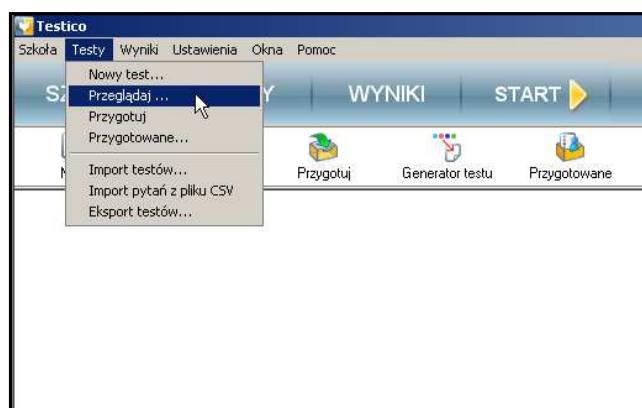 Testico
Szkoła Testy Wyniki Ustawienia Okna Pomoc
Nowy test...
Przeglądaj ...
Przygotuj
Przygotowane...
Import testów...
Import pytań z pliku CSV
Eksport testów...
WYNIKI START
Przygotuj Generator testu Przygotowane